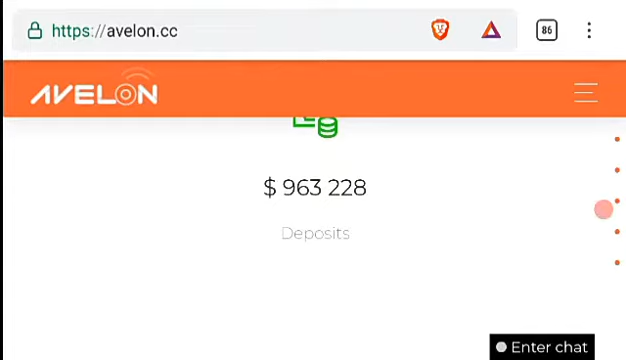 https://avelon.cc
86
AVELON
$ 963 228
Deposits
Enter chat